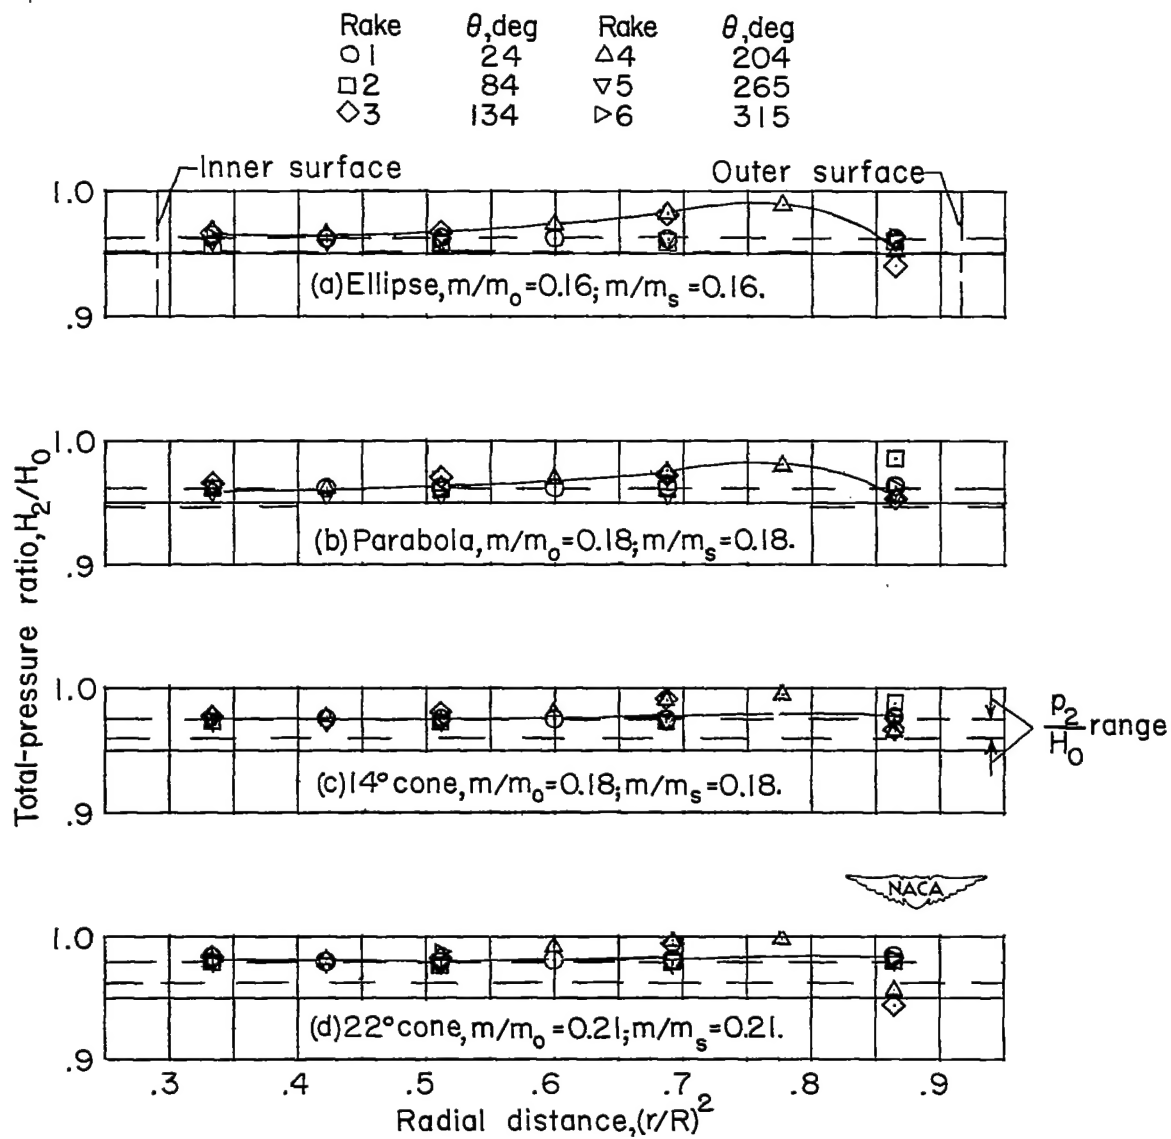 Rake θ,deg Rake θ,deg
1 24 4 204
2 84 5 265
3 134 6 315
Inner surface
Outer surface
1.0
(a)Ellipse,m/m₀=0.16;m/mₛ=0.16.
.9
1.0
(b)Parabola,m/m₀=0.18;m/mₛ=0.18.
.9
Total-pressure ratio,H₂/H₀
1.0
p₂/H₀ range
(c)14° cone,m/m₀=0.18;m/mₛ=0.18.
.9
NACA
1.0
(d)22° cone,m/m₀=0.21;m/mₛ=0.21.
.9
.3 .4 .5 .6 .7 .8 .9
Radial distance,(r/R)²